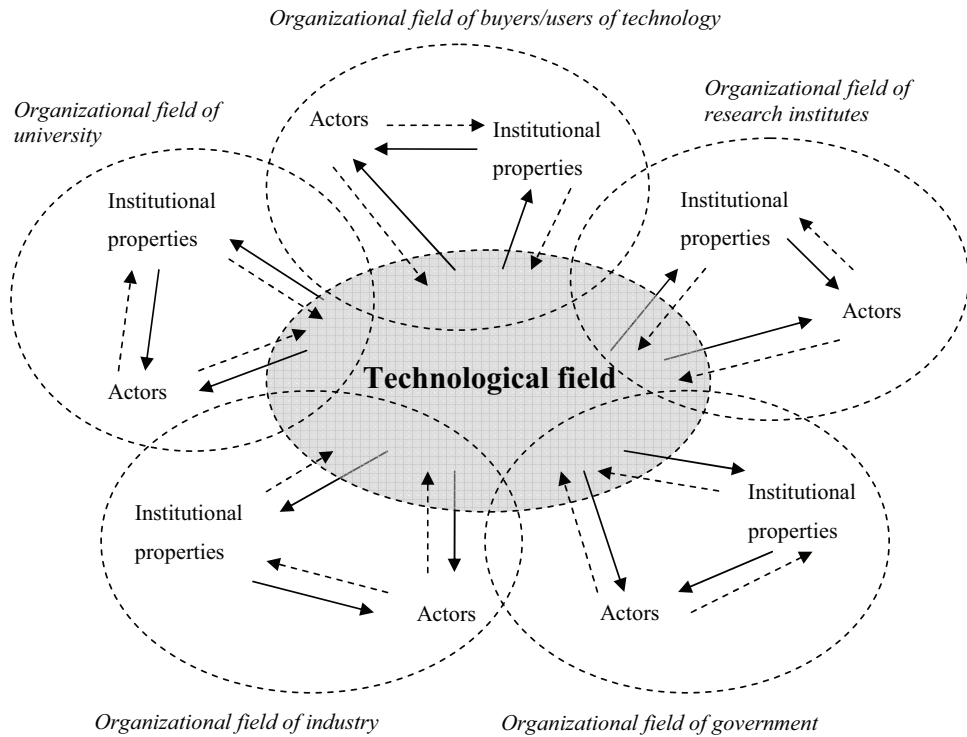 Organizational field of buyers/users of technology
Organizational field of
university
Organizational field of
research institutes
Actors
Institutional
properties
Institutional
properties
Actors
Institutional
properties
Actors
Technological field
Institutional
properties
Actors
Institutional
properties
Actors
Organizational field of industry
Organizational field of government